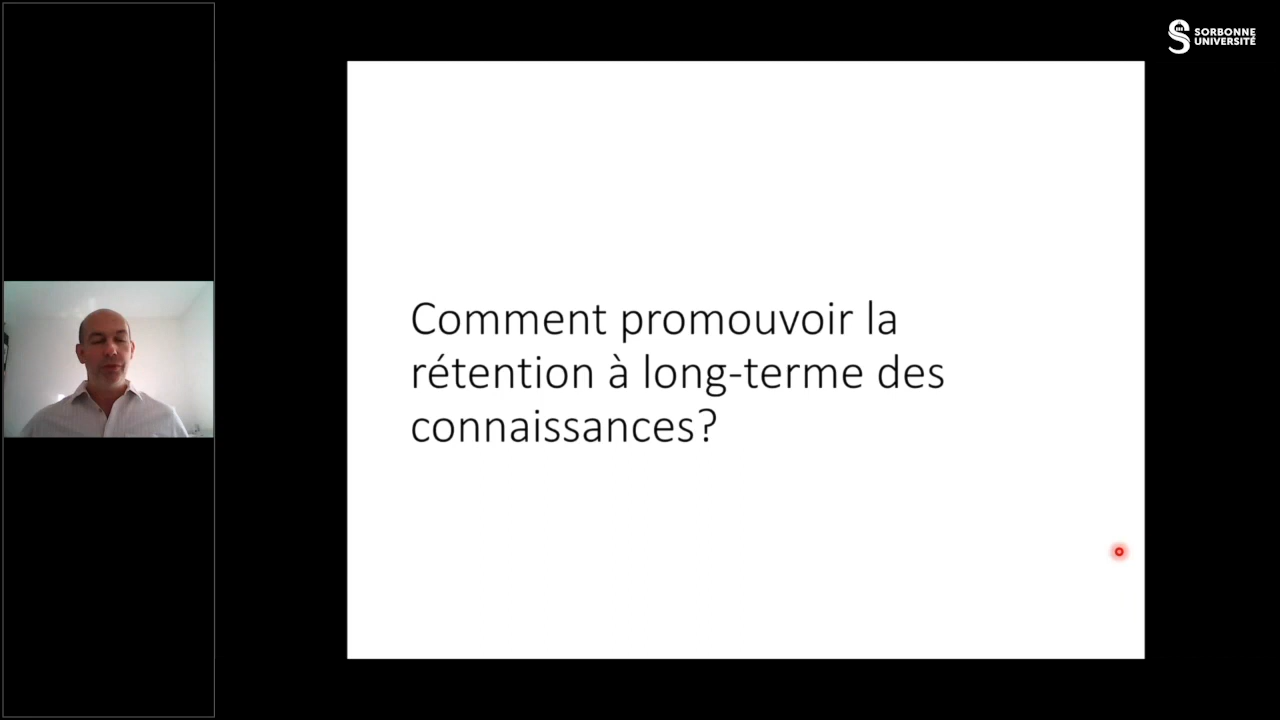 SORBONNE
UNIVERSITÉ
Comment promouvoir la
rétention à long-terme des
connaissances?